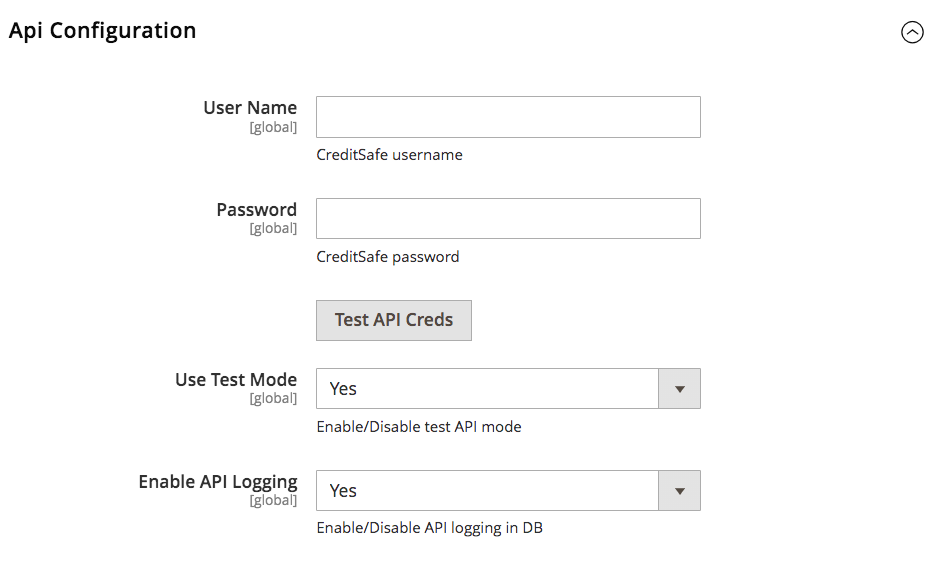 Api Configuration
User Name
[global]
CreditSafe username
Password
[global]
CreditSafe password
Test API Creds
Use Test Mode
[global]
Yes
Enable/Disable test API mode
Enable API Logging
[global]
Yes
Enable/Disable API logging in DB